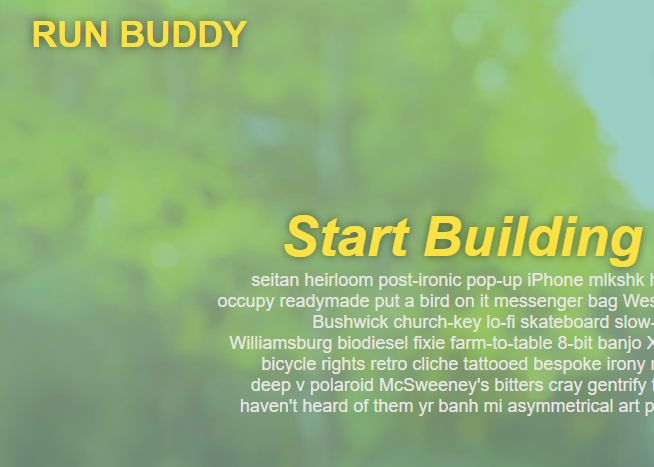 RUN BUDDY
Start Building
seitan heirloom post-ironic pop-up iPhone mlkshk
occupy readymade put a bird on it messenger bag
Bushwick church-key lo-fi skateboard slow-
Williamsburg biodiesel fixie farm-to-table 8-bit banjo
bicycle rights retro cliche tattooed bespoke irony
deep v polaroid McSweeney's bitters cray gentrify
haven't heard of them yr banh mi asymmetrical art